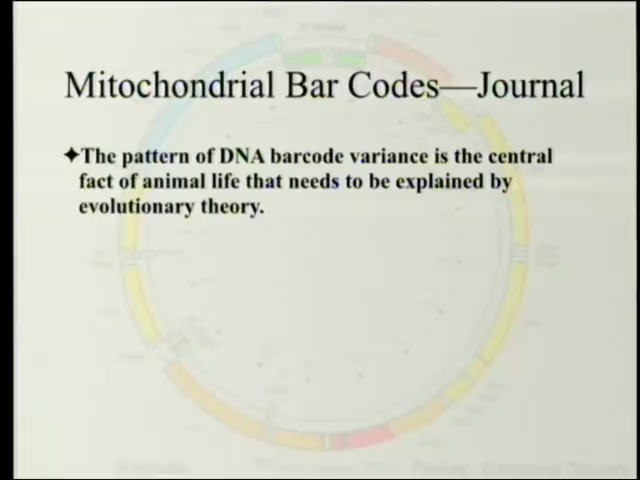 Mitochondrial Bar Codes—Journal
✦The pattern of DNA barcode variance is the central
fact of animal life that needs to be explained by
evolutionary theory.